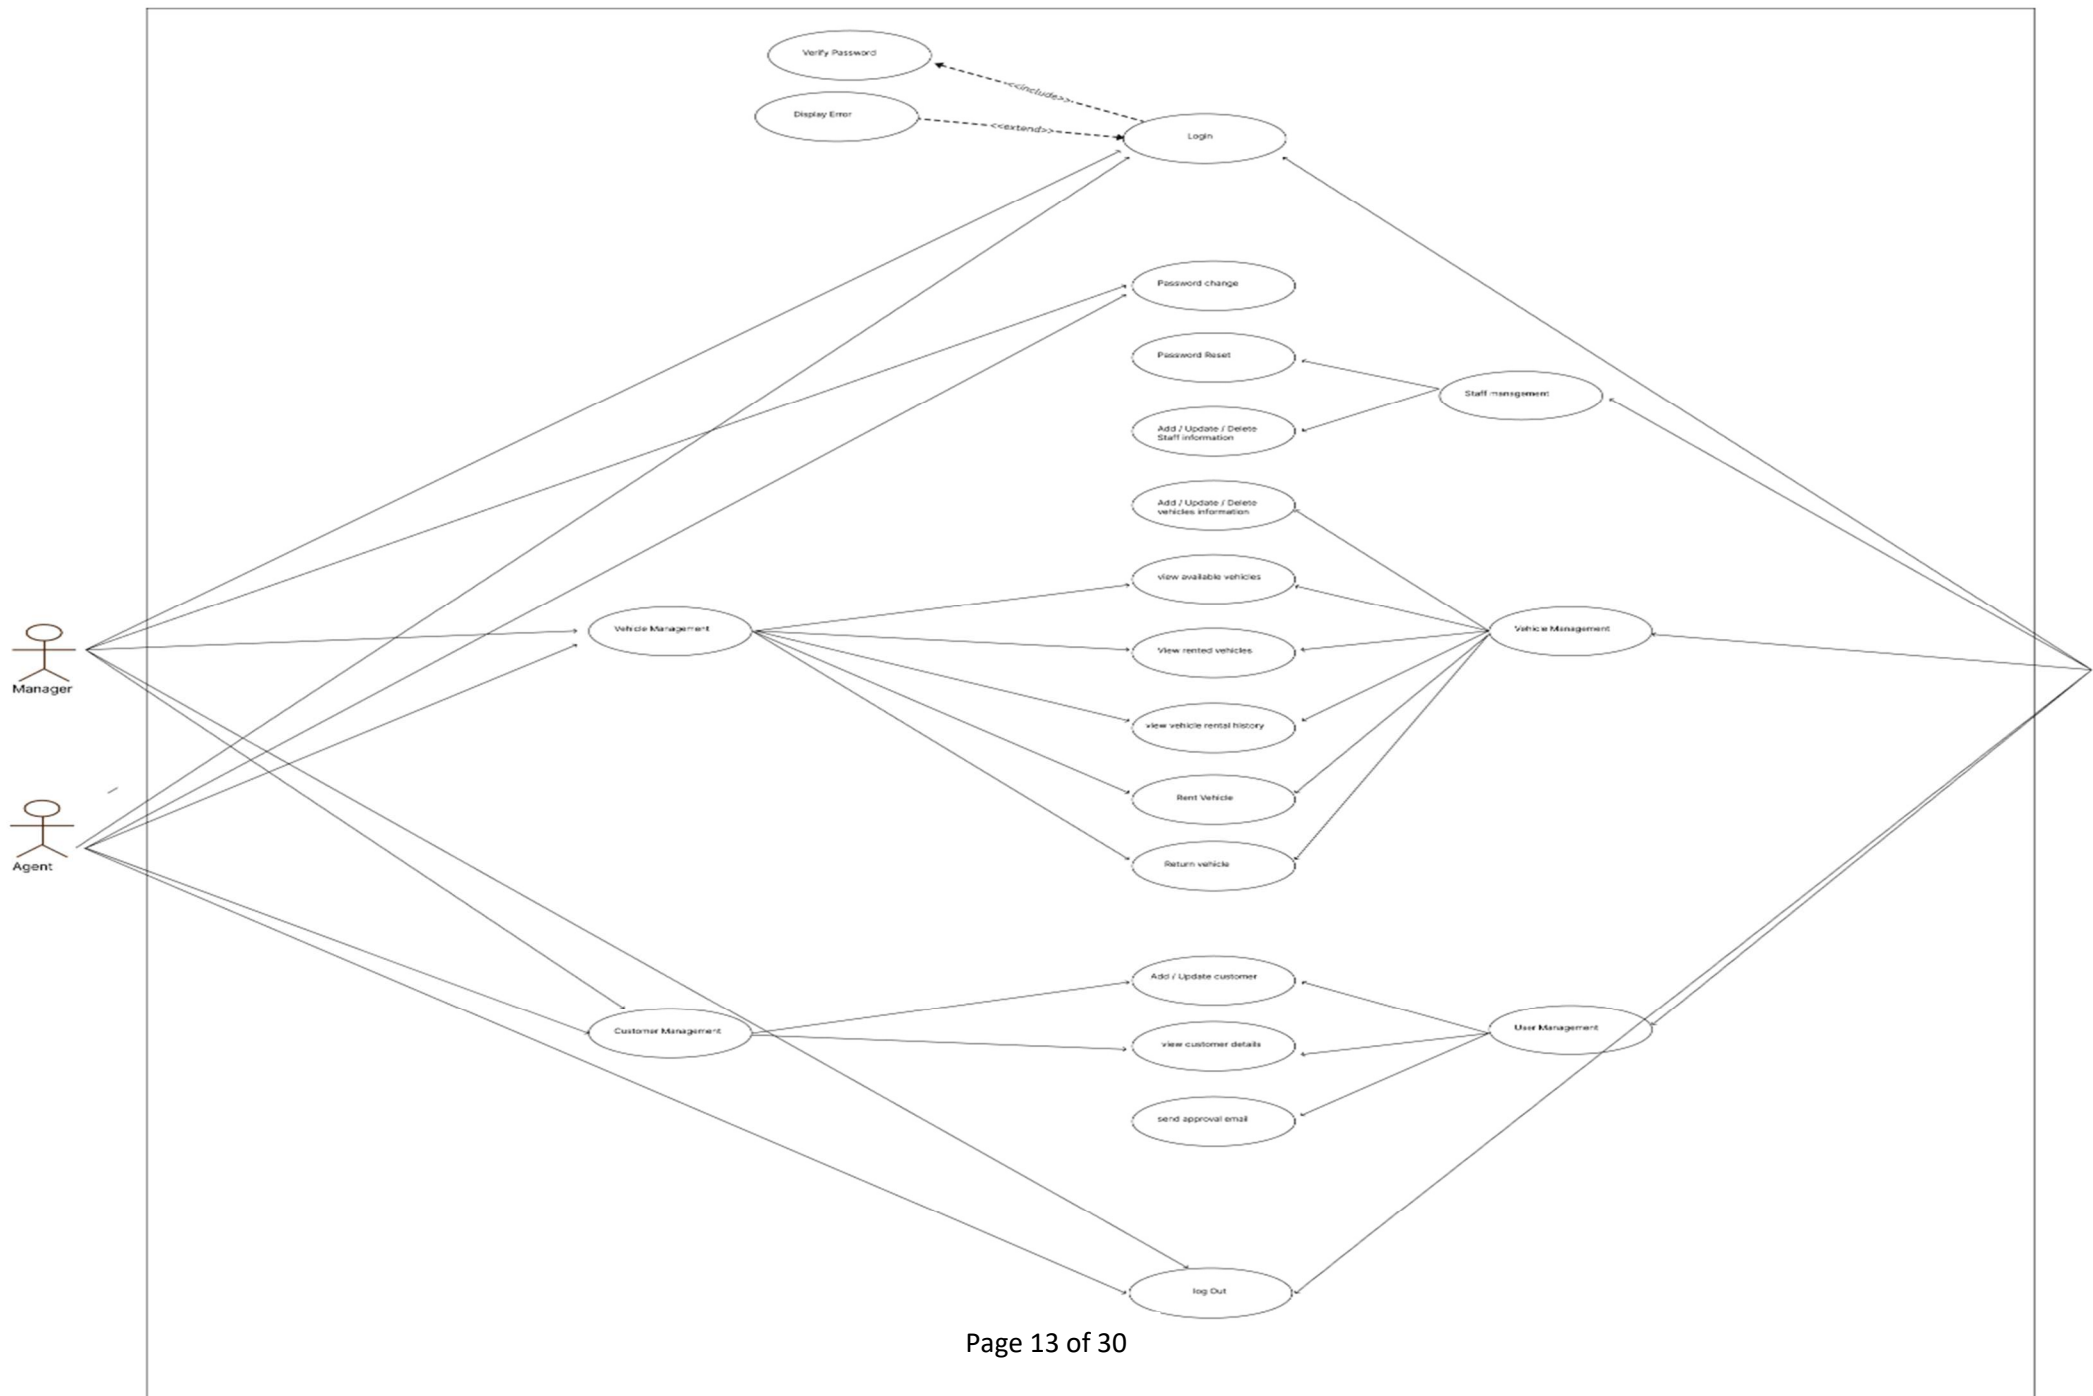 Verify Password
<<include>>
Display Error
<<extend>>
Login
Password change
Password Reset
Staff management
Add / Update / Delete
Staff information
Add / Update / Delete
vehicles information
view available vehicles
Vehicle Management
Vehicle Management
View rented vehicles
Manager
view vehicle rental history
Rent Vehicle
Return vehicle
Agent
Add / Update customer
Customer Management
User Management
view customer details
send approval email
log Out
Page 13 of 30